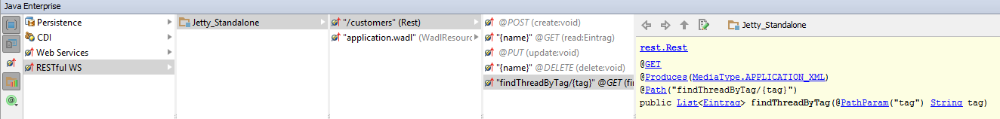 Java Enterprise
Persistence
CDI
Web Services
RESTful WS
Jetty_Standalone
"/customers" (Rest)
"application.wadl" (WadlResourc
@POST (create:void)
"{name}" @GET (read:Eintrag)
@PUT (update:void)
"{name}" @DELETE (delete:void)
"findThreadByTag/{tag}" @GET (fi
Jetty_Standalone
rest.Rest
@GET
@Produces(MediaType.APPLICATION_XML)
@Path("findThreadByTag/{tag}")
public List<Eintrag> findThreadByTag(@PathParam("tag") String tag)